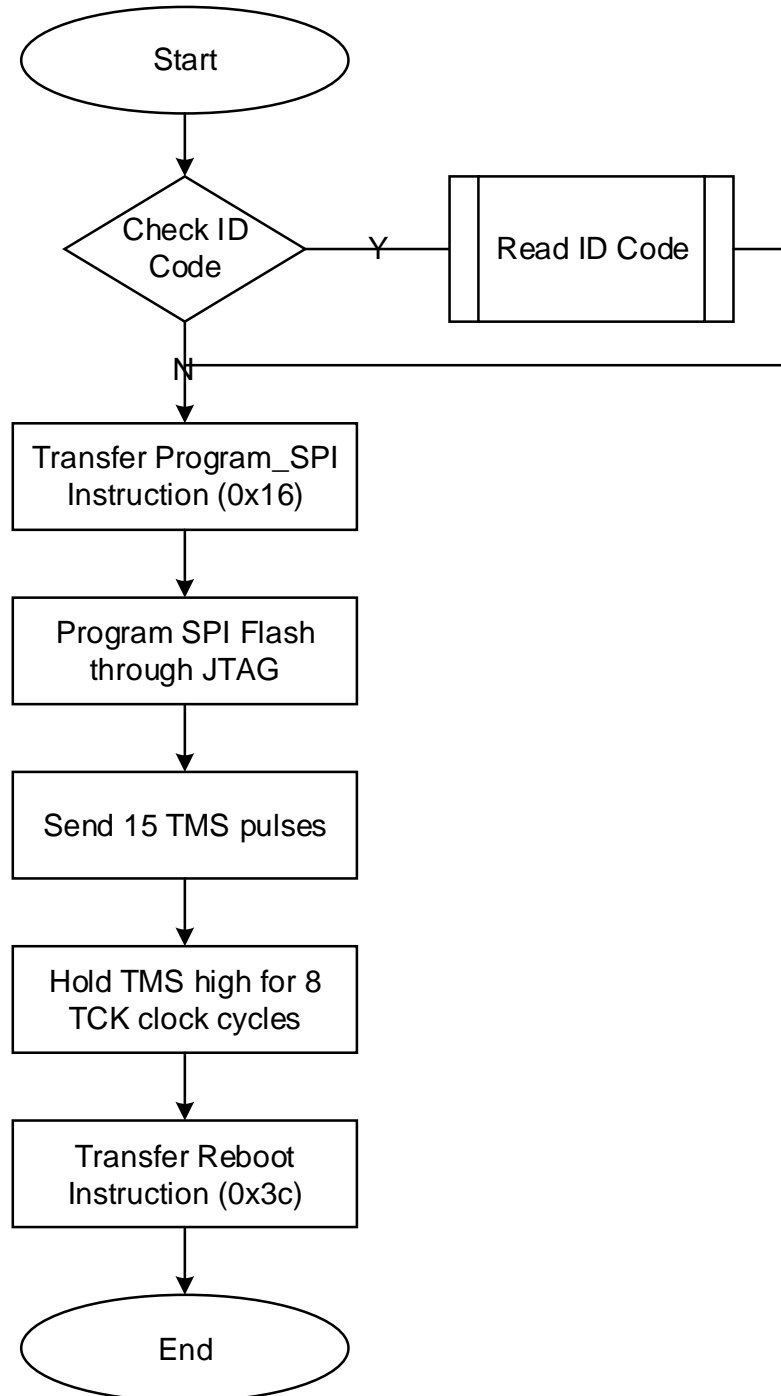 Start
Check ID
Code
Y
Read ID Code
N
Transfer Program_SPI
Instruction (0x16)
Program SPI Flash
through JTAG
Send 15 TMS pulses
Hold TMS high for 8
TCK clock cycles
Transfer Reboot
Instruction (0x3c)
End